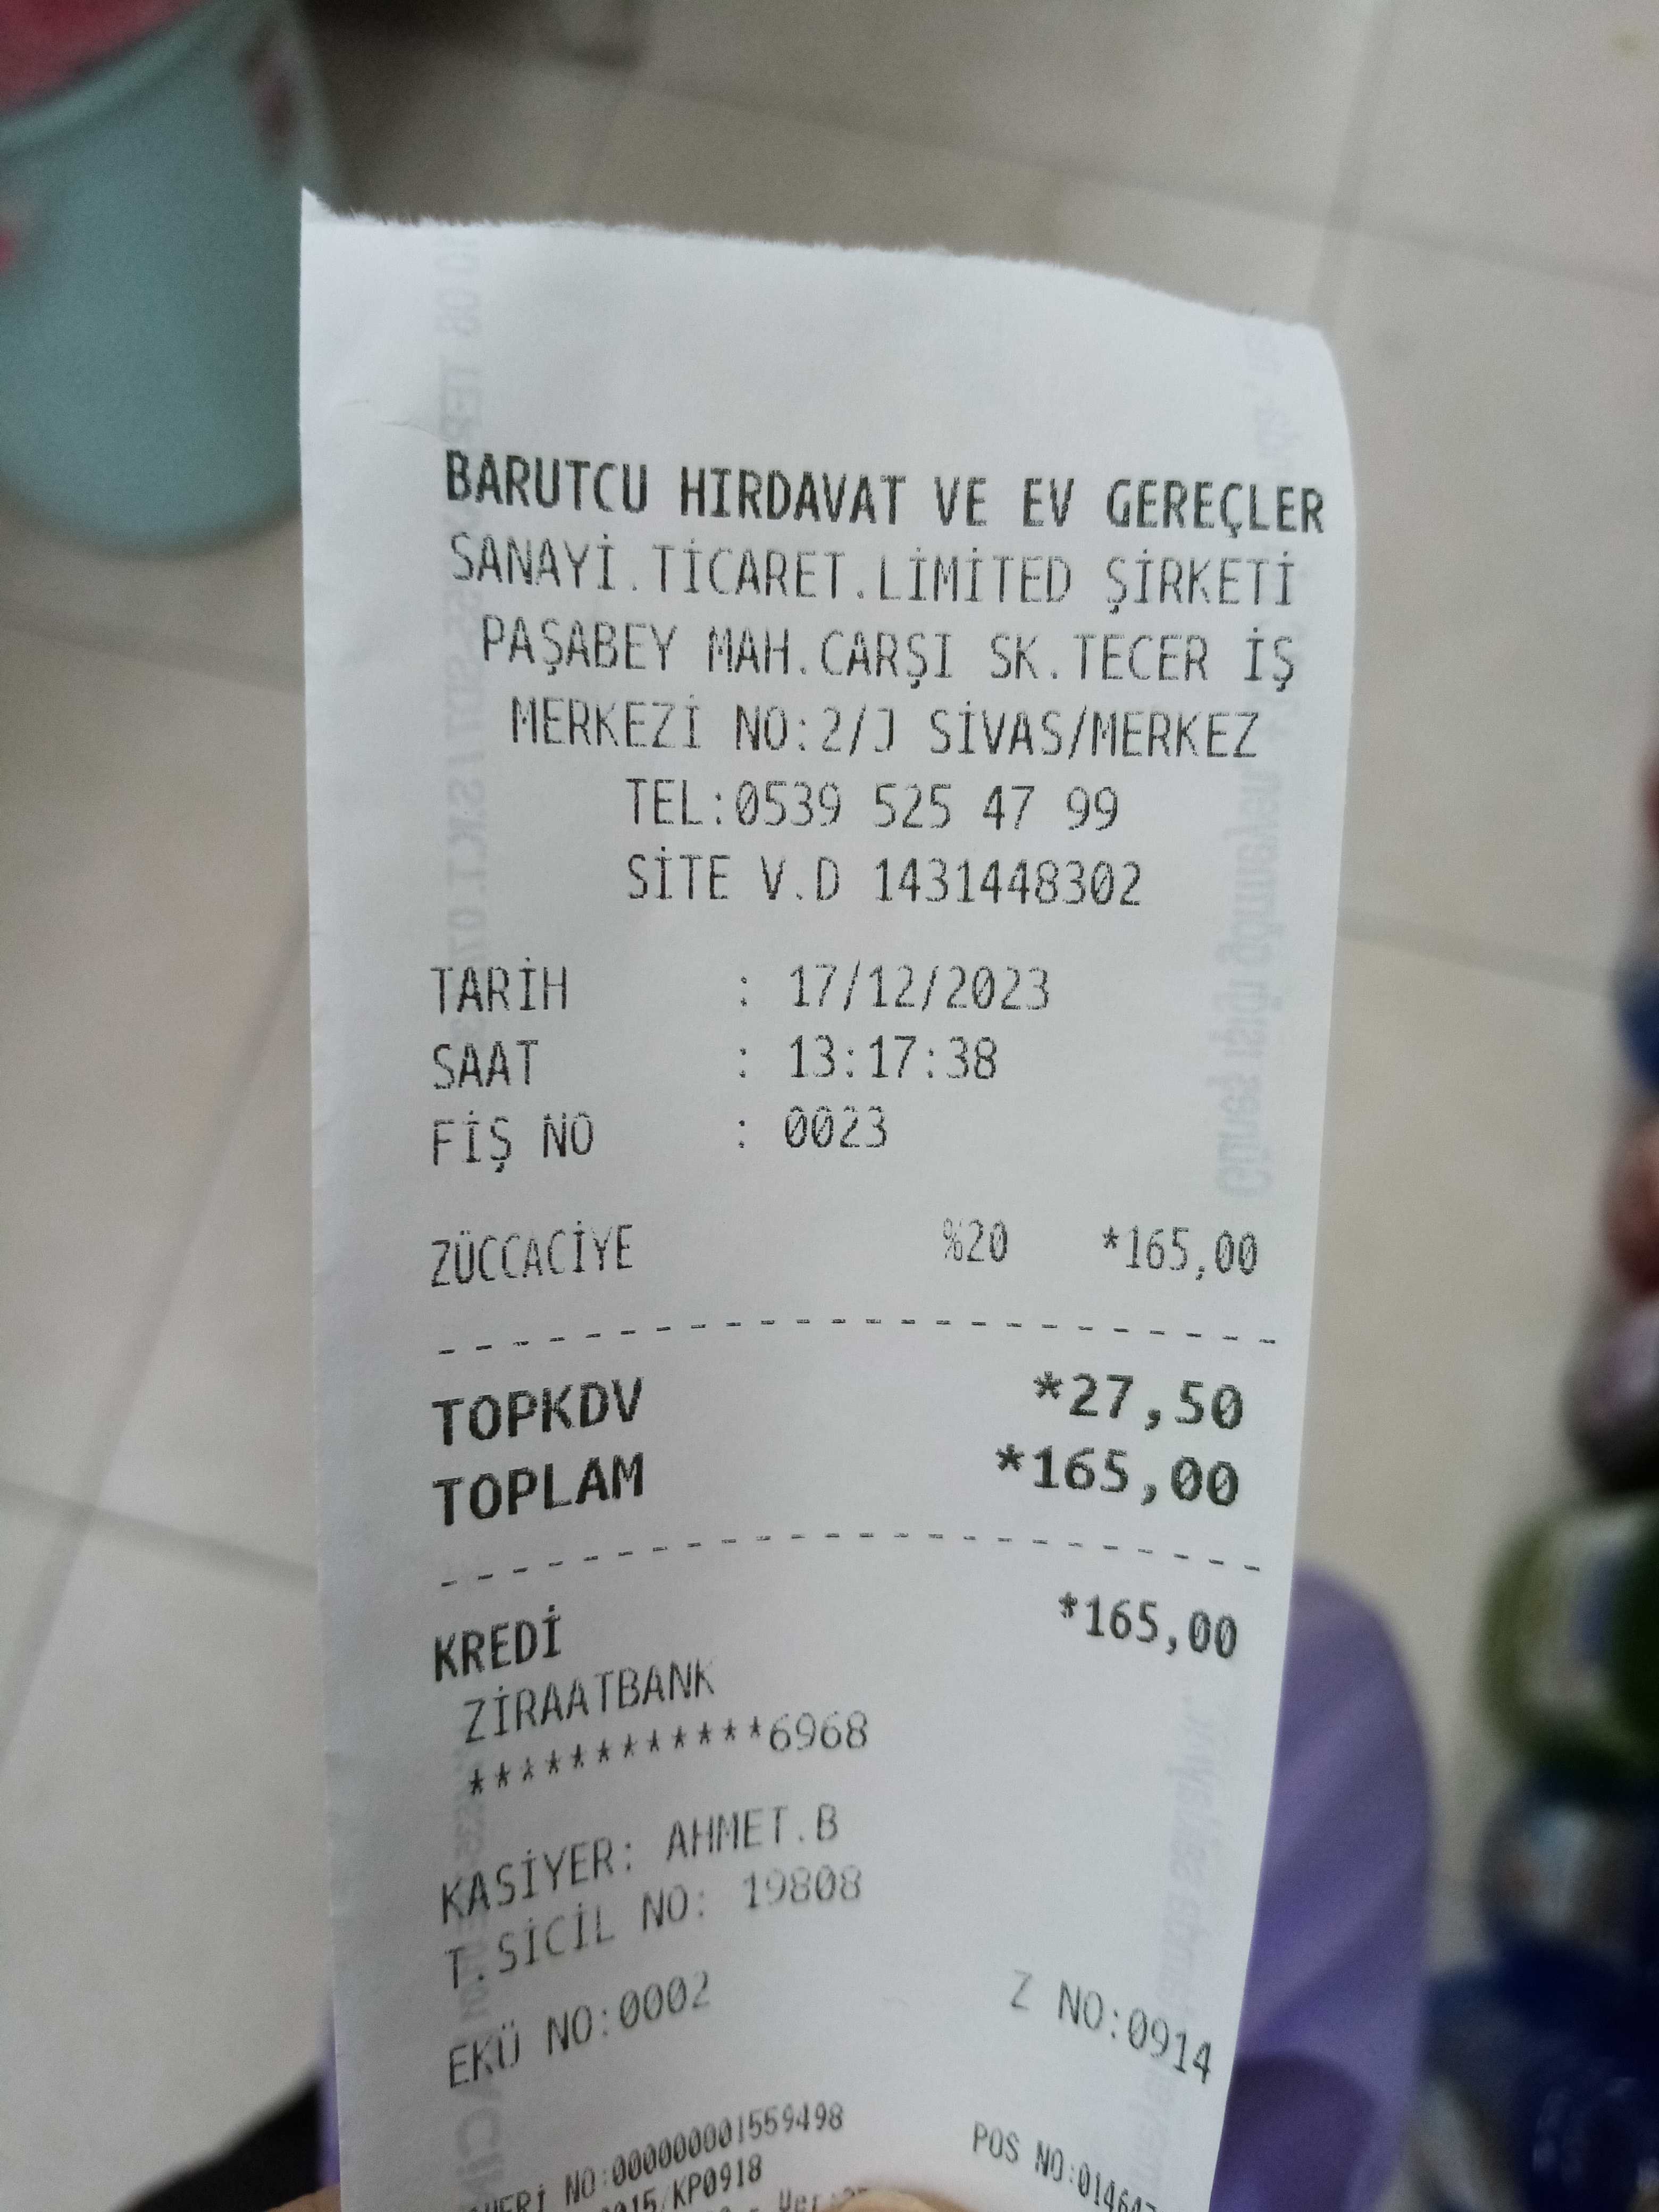 BARUTCU HIRDAVAT VE EV GEREÇLER
SANAYİ.TİCARET.LİMİTED ŞİRKETİ
PAŞABEY MAH.CARŞI SK.TECER İŞ
MERKEZİ NO:2/J SİVAS/MERKEZ
TEL:0539 525 47 99
SİTE V.D 1431448302
TARİH : 17/12/2023
SAAT : 13:17:38
FİŞ NO : 0023
ZÜCCACİYE %20 *165,00
TOPKDV *27,50
TOPLAM *165,00
KREDİ *165,00
ZİRAATBANK
************6968
KASİYER: AHMET.B
T.SİCİL NO: 19808
EKÜ NO:0002 Z NO:0914
NO:000000001559498 POS NO:
KP0918